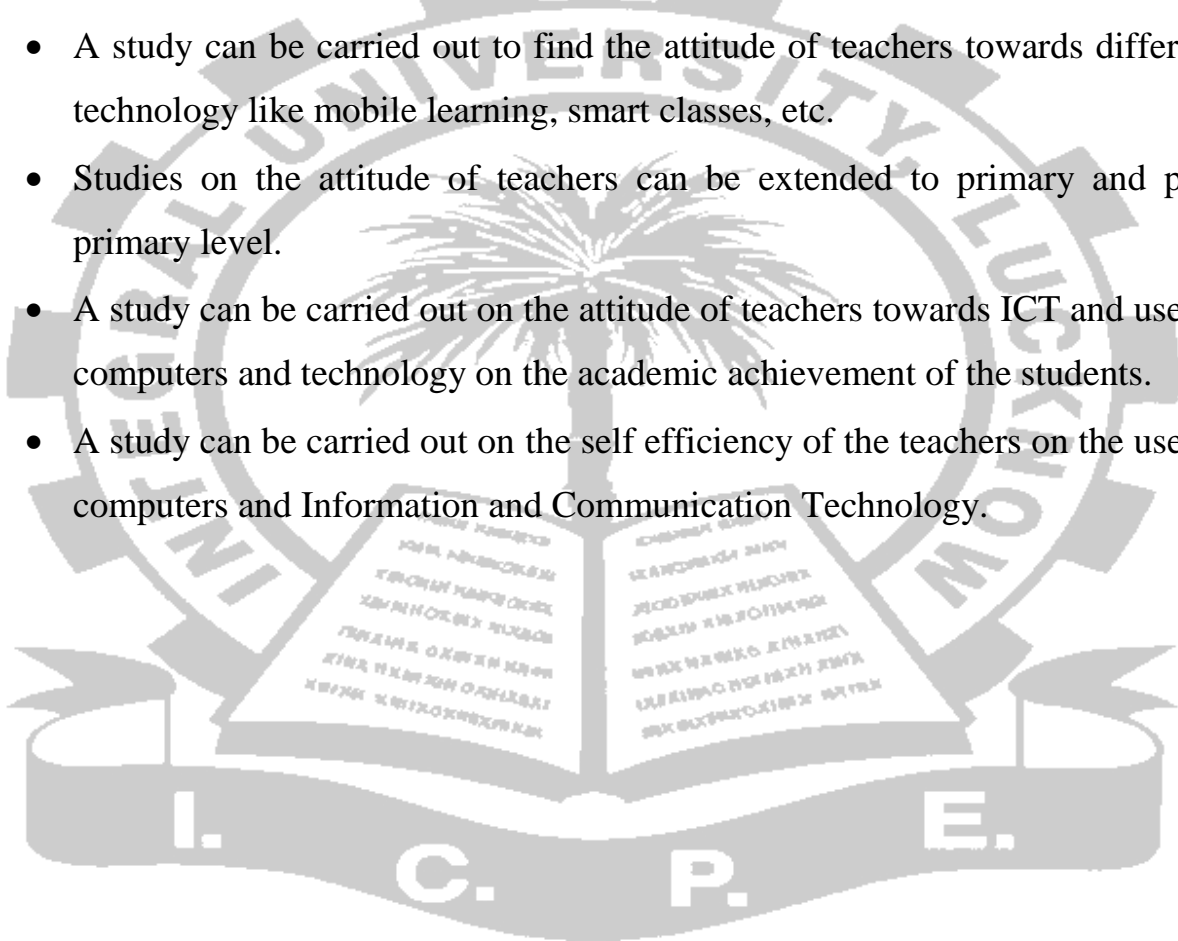 • A study can be carried out to find the attitude of teachers towards differ
technology like mobile learning, smart classes, etc.
• Studies on the attitude of teachers can be extended to primary and p
primary level.
• A study can be carried out on the attitude of teachers towards ICT and use
computers and technology on the academic achievement of the students.
• A study can be carried out on the self efficiency of the teachers on the use
computers and Information and Communication Technology.
INTEGRAL UNIVERSITY, LUCKNOW
I. C. P. E.